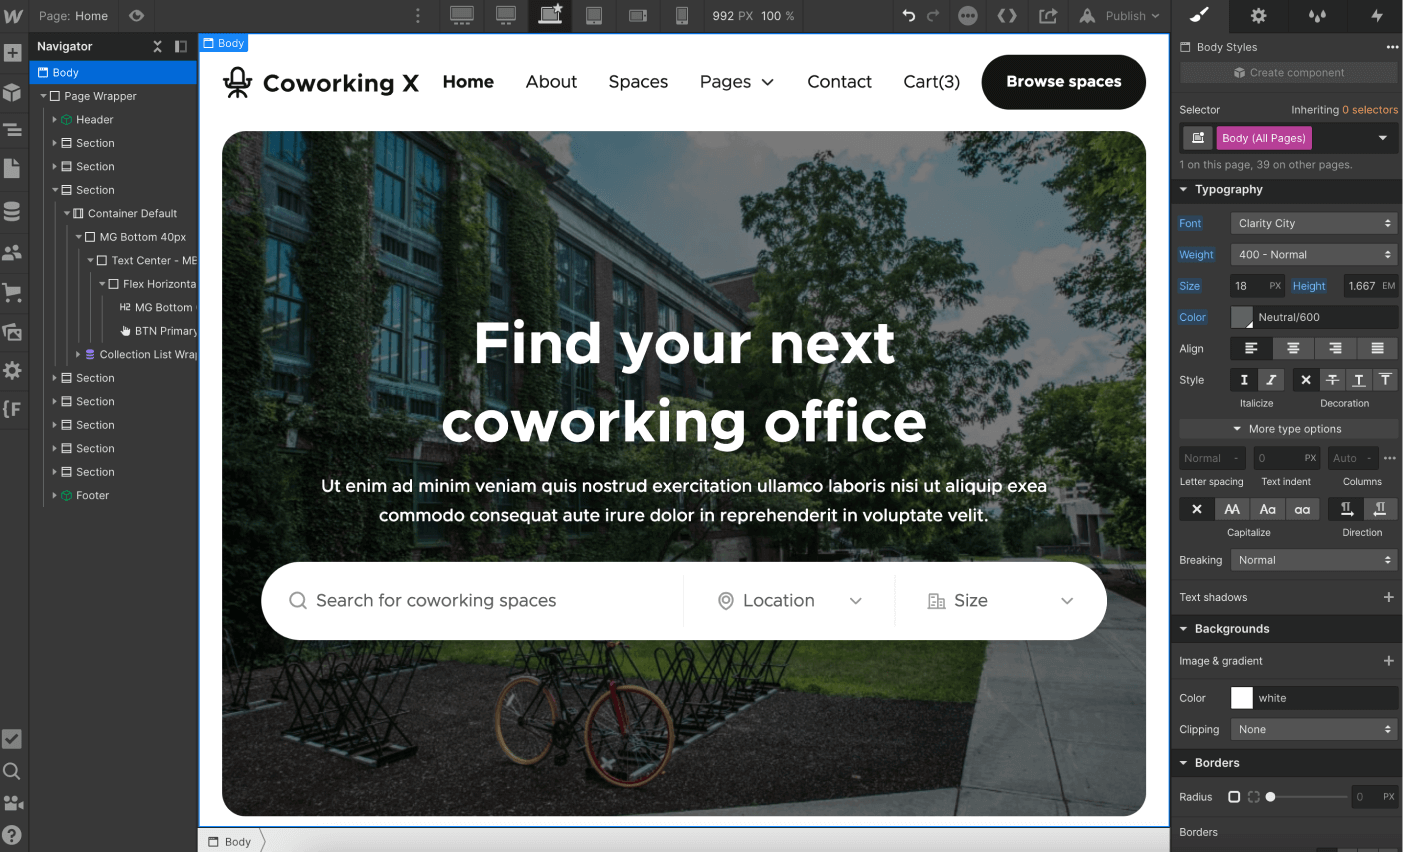 Page: Home
992 PX 100 %
Publish
Navigator
Body
Page Wrapper
Header
Section
Section
Section
Container Default
MG Bottom 40px
Text Center - ME
Flex Horizonta
H2 MG Bottom
BTN Primary
Collection List Wra
Section
Section
Section
Section
Section
Footer
Body
Coworking X
Home
About
Spaces
Pages
Contact
Cart(3)
Browse spaces
Find your next
coworking office
Ut enim ad minim veniam quis nostrud exercitation ullamco laboris nisi ut aliquip exea
commodo consequat aute irure dolor in reprehenderit in voluptate velit.
Search for coworking spaces
Location
Size
Body
Body Styles
Create component
Selector
Inheriting 0 selectors
Body (All Pages)
1 on this page, 39 on other pages.
Typography
Font
Clarity City
Weight
400 - Normal
Size
18 PX
Height
1.667 EM
Color
Neutral/600
Align
Style
Italicize
Decoration
More type options
Normal -
0 PX
Auto -
Letter spacing
Text indent
Columns
AA
Aa
aa
Capitalize
Direction
Breaking
Normal
Text shadows
Backgrounds
Image & gradient
Color
white
Clipping
None
Borders
Radius
0 PX
Borders